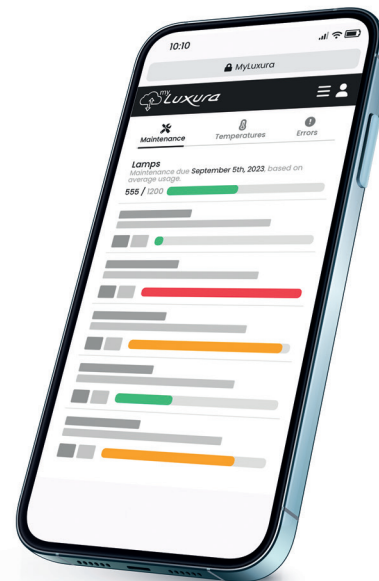 10:10
MyLuxura
my Luxura
Maintenance Temperatures Errors
Lamps
Maintenance due September 5th, 2023, based on
average usage.
555 / 1200